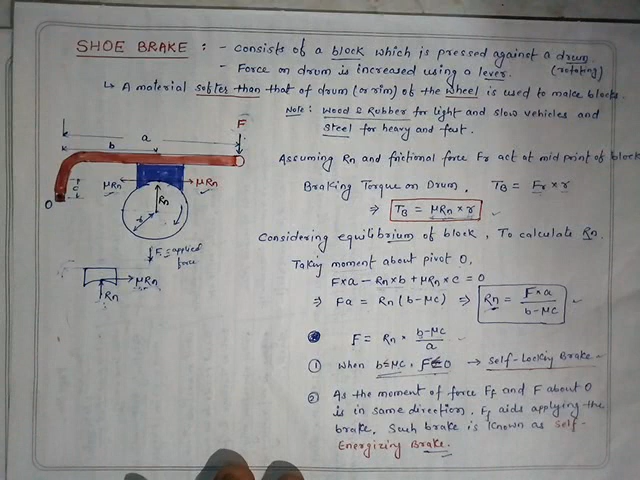 SHOE BRAKE : - Consists of a block which is pressed against a drum.
- Force on drum is increased using a lever. (rotating)
↳ A material softer than that of drum (or rim) of the wheel is used to make blocks.
Note : Wood & Rubber for light and slow vehicles and
Steel for heavy and fast.
F
a
b
c
O
μRn
μRn
Rn
r
F is applied
force
μRn
Rn
Assuming Rn and frictional force Fr act at mid point of block
Braking Torque on Drum, TB = Fr × r
⇒ TB = μRn × r
Considering equilibrium of block, To calculate Rn.
Taking moment about pivot O,
F×a - Rn×b + μRn×c = 0
⇒ Fa = Rn (b-μc) ⇒ Rn = F×a / b-μc
F = Rn × b-μc / a
① When b=μc, F≤0 → Self-Locking Brake
② As the moment of force Ff and F about O
is in same direction. Ff aids applying the
brake. Such brake is known as Self-
Energizing Brake.